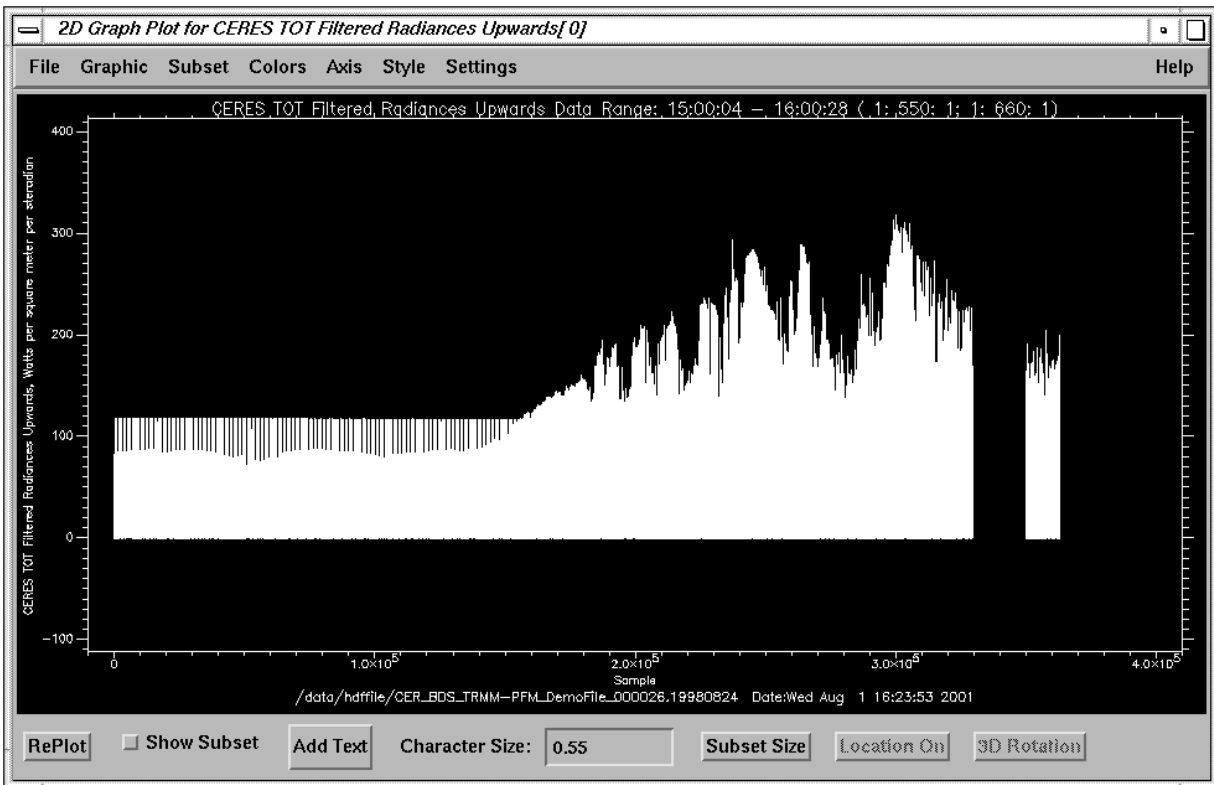 2D Graph Plot for CERES TOT Filtered Radiances Upwards[ 0]
File Graphic Subset Colors Axis Style Settings Help
CERES TOT Filtered Radiances Upwards Data Range: 15:00:04 – 16:00:28 ( 1: 550: 1; 1: 660: 1)
CERES TOT Filtered Radiances Upwards, Watts per square meter per steradian
400
300
200
100
0
−100
0 1.0×10⁵ 2.0×10⁵ 3.0×10⁵ 4.0×10⁵
Sample
/data/hdffile/CER_BDS_TRMM–PFM_DemoFile_000026.19980824 Date:Wed Aug 1 16:23:53 2001
RePlot Show Subset Add Text Character Size: 0.55 Subset Size Location On 3D Rotation